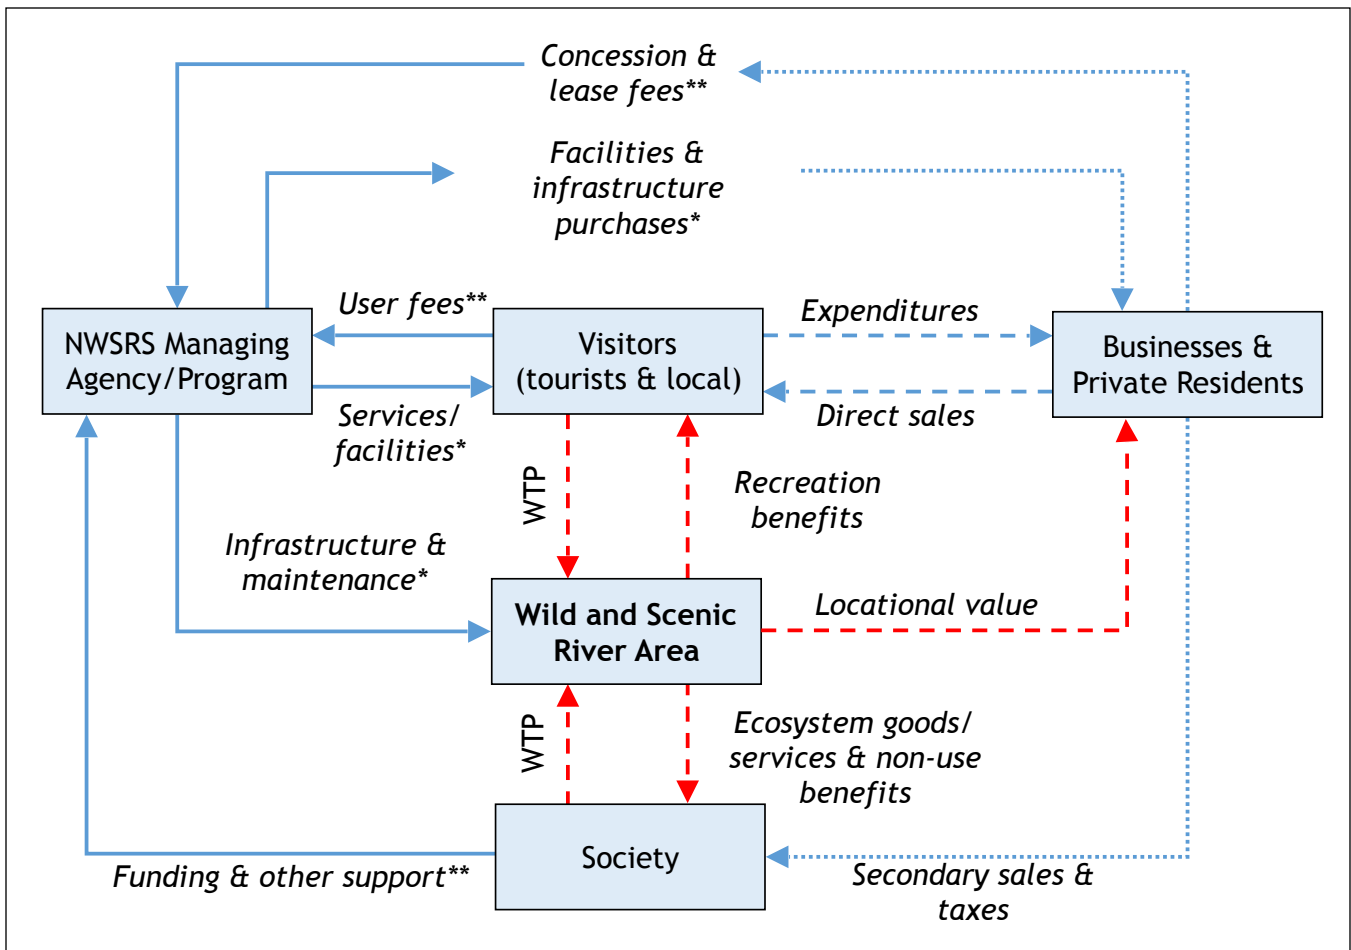 Concession &
lease fees**
Facilities &
infrastructure
purchases*
User fees**
Expenditures
NWSRS Managing
Agency/Program
Visitors
(tourists & local)
Businesses &
Private Residents
Services/
facilities*
Direct sales
WTP
Recreation
benefits
Infrastructure &
maintenance*
Wild and Scenic
River Area
Locational value
WTP
Ecosystem goods/
services & non-use
benefits
Society
Funding & other support**
Secondary sales &
taxes